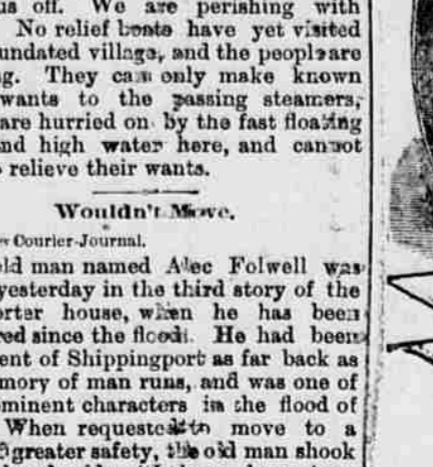 us off. We are perishing with
No relief boats have yet visited
undated village, and the people are
g. They can only make known
wants to the passing steamers,
are hurried on by the fast floating
nd high water here, and cannot
relieve their wants.
Wouldn't Move.
Courier-Journal.
ld man named Alec Folwell was
yesterday in the third story of the
orter house, when he has been
red since the flood. He had been
ent of Shippingport as far back as
mory of man runs, and was one of
ominent characters in the flood of
When requested to move to a
greater safety, the old man shook